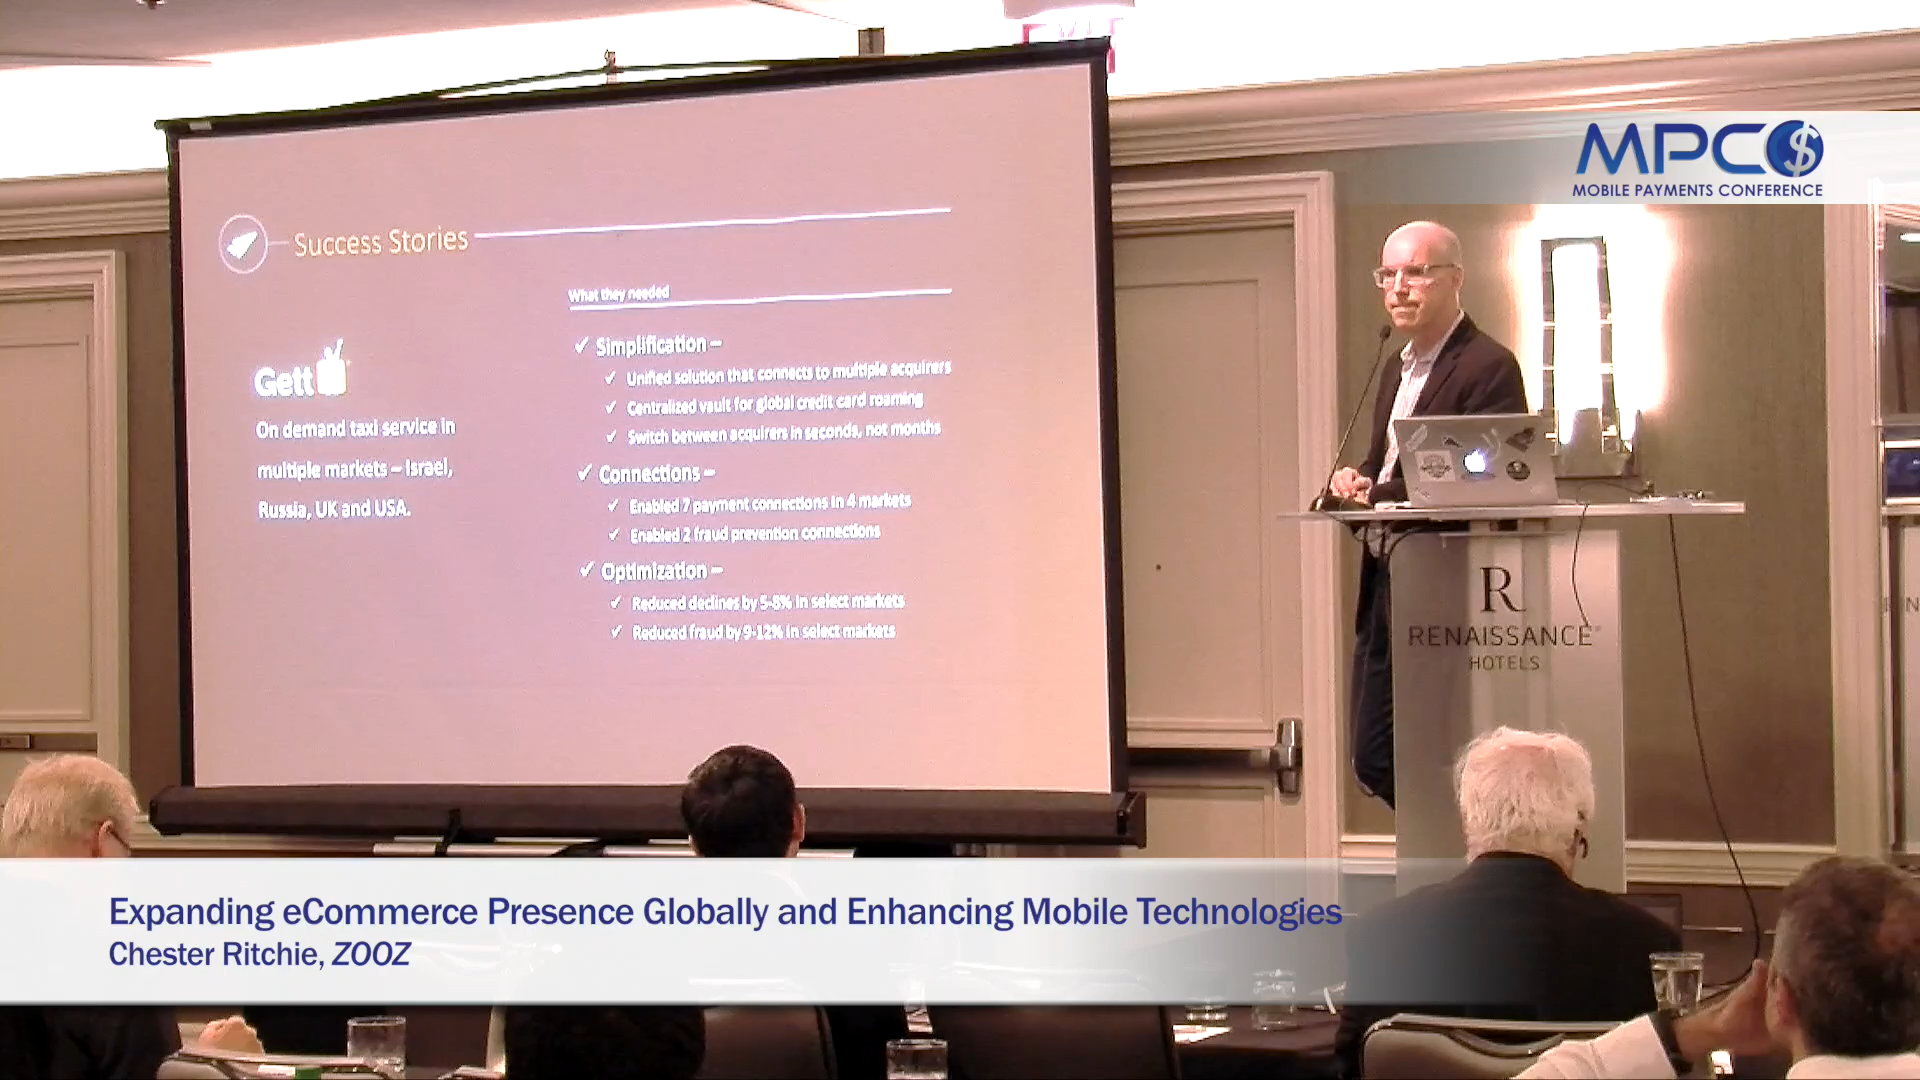 MPC$
MOBILE PAYMENTS CONFERENCE
Success Stories
What they needed
Gett
On demand taxi service in
multiple markets – Israel,
Russia, UK and USA.
✓ Simplification –
✓ Unified solution that connects to multiple acquirers
✓ Centralized vault for global credit card roaming
✓ Switch between acquirers in seconds, not months
✓ Connections –
✓ Enabled 7 payment connections in 4 markets
✓ Enabled 2 fraud prevention connections
✓ Optimization –
✓ Reduced declines by 5-8% in select markets
✓ Reduced fraud by 9-12% in select markets
R
RENAISSANCE®
HOTELS
Expanding eCommerce Presence Globally and Enhancing Mobile Technologies
Chester Ritchie, ZOOZ